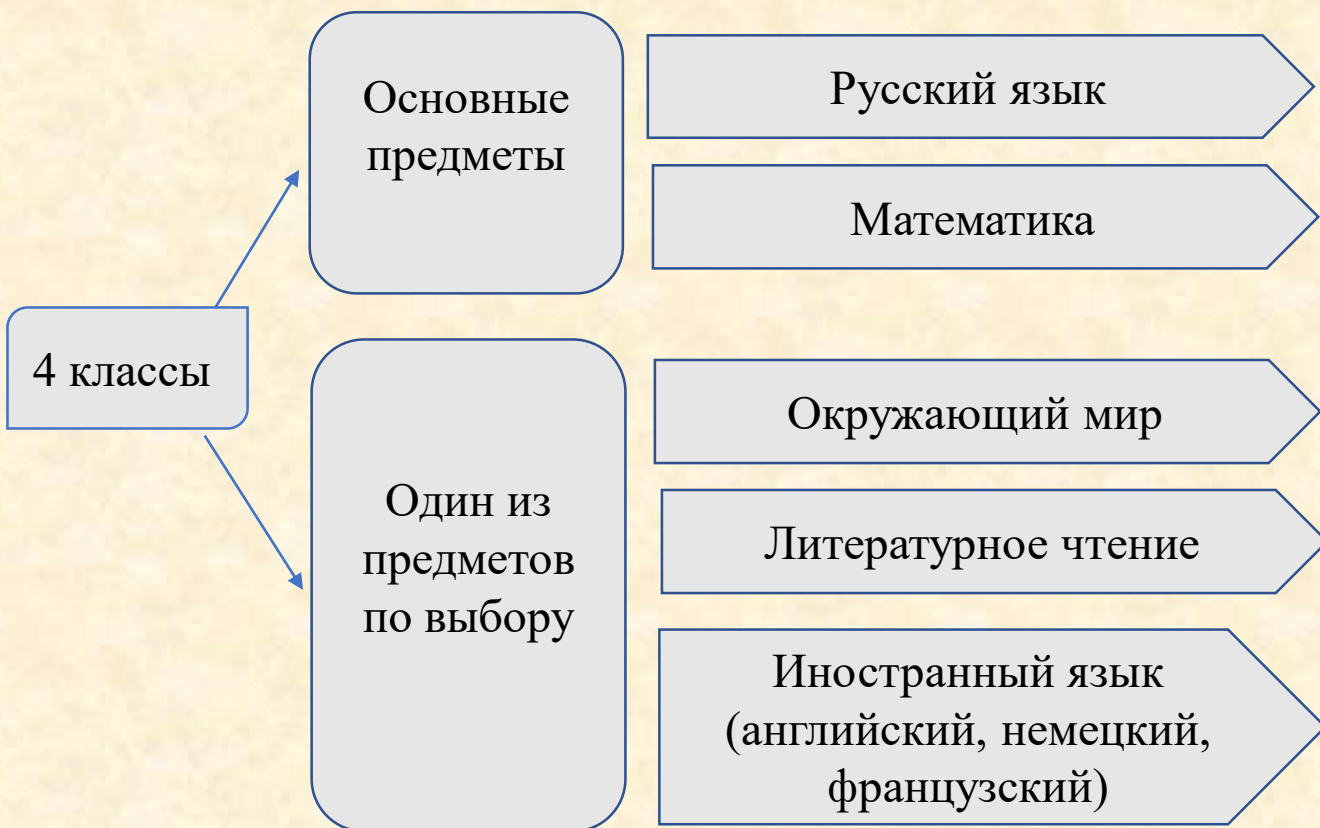 Основные
предметы
Русский язык
Математика
4 классы
Один из
предметов
по выбору
Окружающий мир
Литературное чтение
Иностранный язык
(английский, немецкий,
французский)